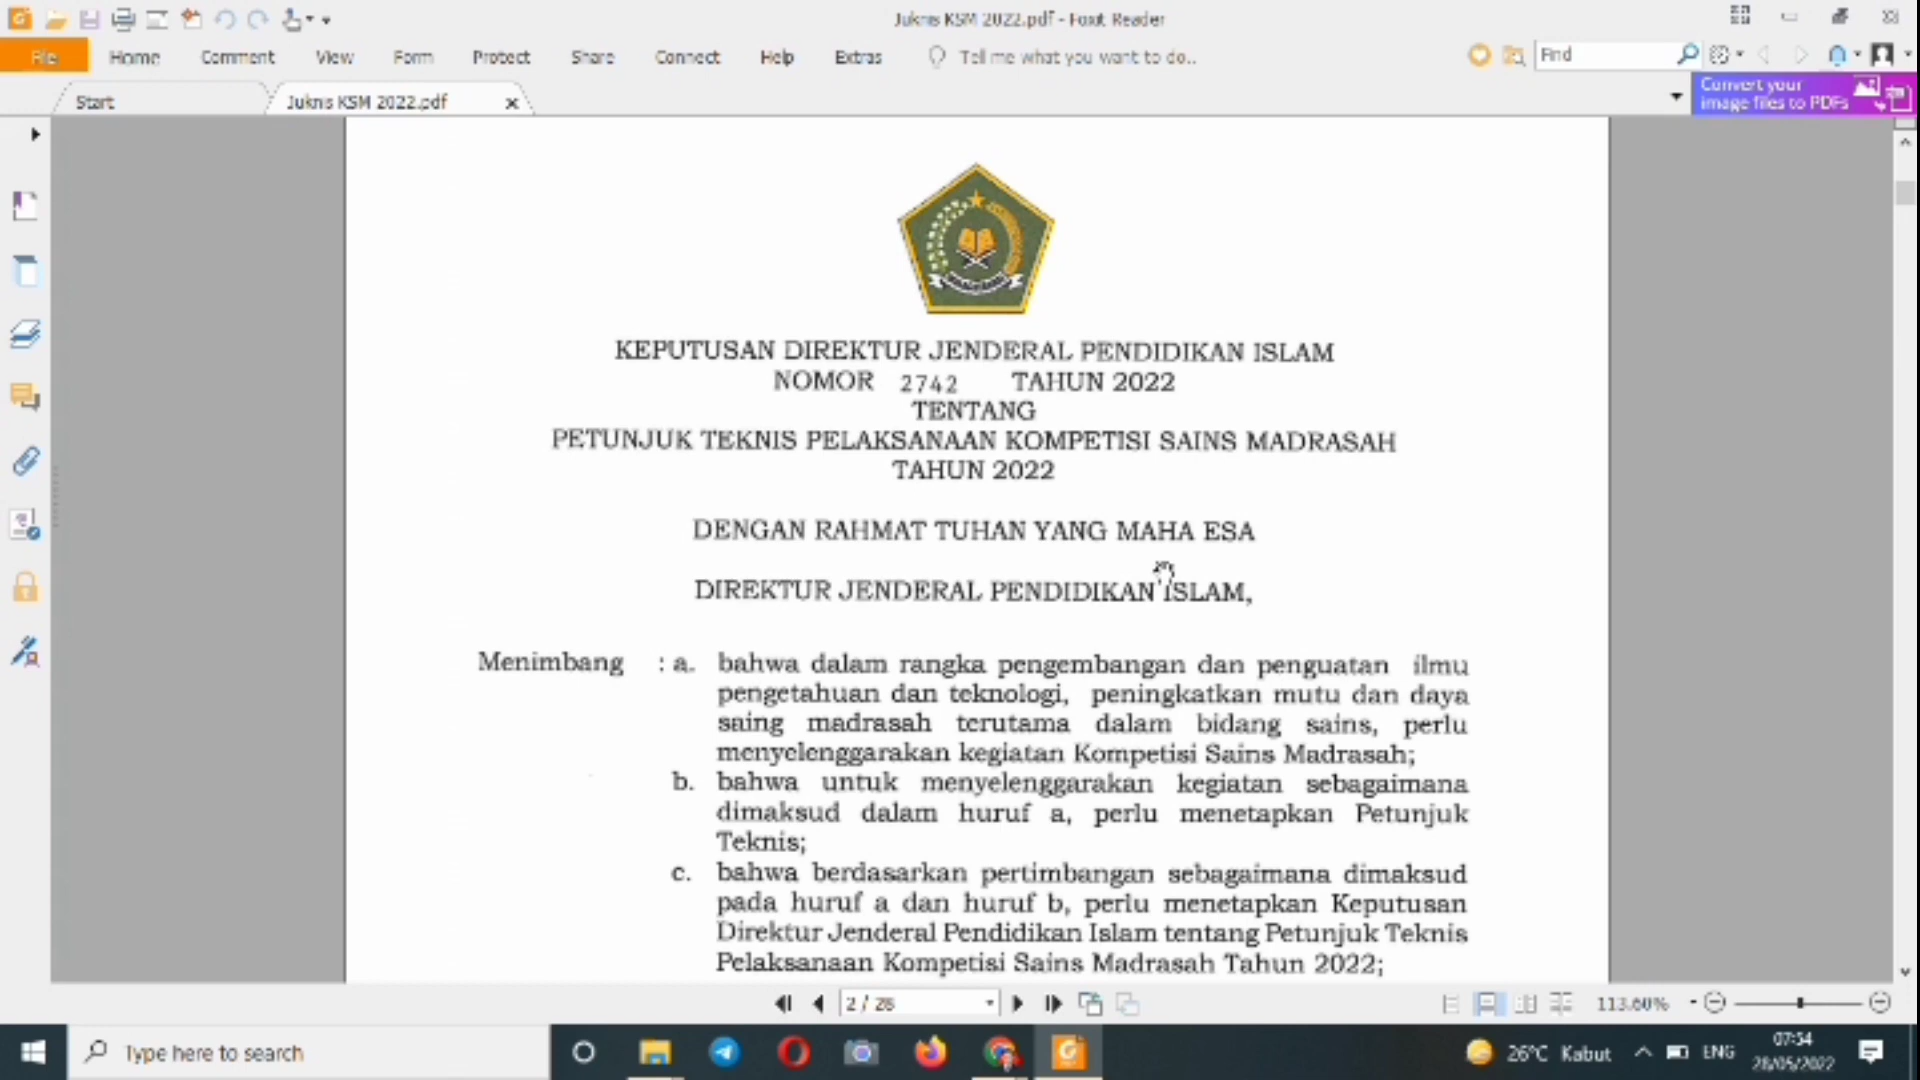 Juknis KSM 2022.pdf - Foxit Reader
File Home Comment View Form Protect Share Connect Help Extras Tell me what you want to do.. Find
Start Juknis KSM 2022.pdf
Convert your
image files to PDFs
KEPUTUSAN DIREKTUR JENDERAL PENDIDIKAN ISLAM
NOMOR 2742 TAHUN 2022
TENTANG
PETUNJUK TEKNIS PELAKSANAAN KOMPETISI SAINS MADRASAH
TAHUN 2022
DENGAN RAHMAT TUHAN YANG MAHA ESA
DIREKTUR JENDERAL PENDIDIKAN ISLAM,
Menimbang : a. bahwa dalam rangka pengembangan dan penguatan ilmu
pengetahuan dan teknologi, peningkatkan mutu dan daya
saing madrasah terutama dalam bidang sains, perlu
menyelenggarakan kegiatan Kompetisi Sains Madrasah;
b. bahwa untuk menyelenggarakan kegiatan sebagaimana
dimaksud dalam huruf a, perlu menetapkan Petunjuk
Teknis;
c. bahwa berdasarkan pertimbangan sebagaimana dimaksud
pada huruf a dan huruf b, perlu menetapkan Keputusan
Direktur Jenderal Pendidikan Islam tentang Petunjuk Teknis
Pelaksanaan Kompetisi Sains Madrasah Tahun 2022;
2 / 28 113.60%
Type here to search 26°C Kabut ENG 07:54
28/05/2022